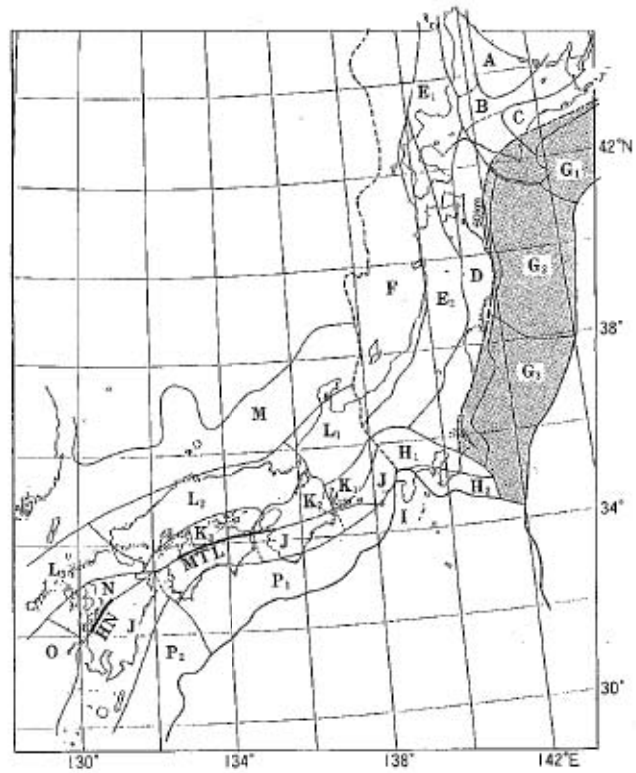 A
E₁
B
C
42°N
G₁
D
G₂
F
E₂
38°N
G₃
M
L₁
H₁
K₁
J
H₂
34°N
L₂
K₂
I
K₃
J
MTL
L₃
P₁
N
HN
J
O
P₂
30°N
130°
134°
138°
142°E